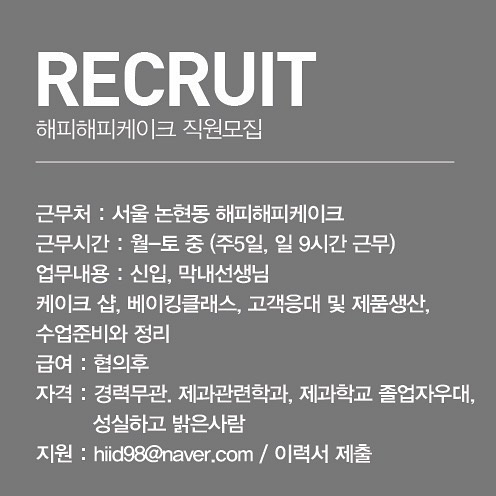 RECRUIT
해피해피케이크 직원모집
근무처 : 서울 논현동 해피해피케이크
근무시간 : 월-토 중 (주5일, 일 9시간 근무)
업무내용 : 신입, 막내선생님
케이크 샵, 베이킹클래스, 고객응대 및 제품생산,
수업준비와 정리
급여 : 협의후
자격 : 경력무관. 제과관련학과, 제과학교 졸업자우대,
성실하고 밝은사람
지원 : hiid98@naver.com / 이력서 제출